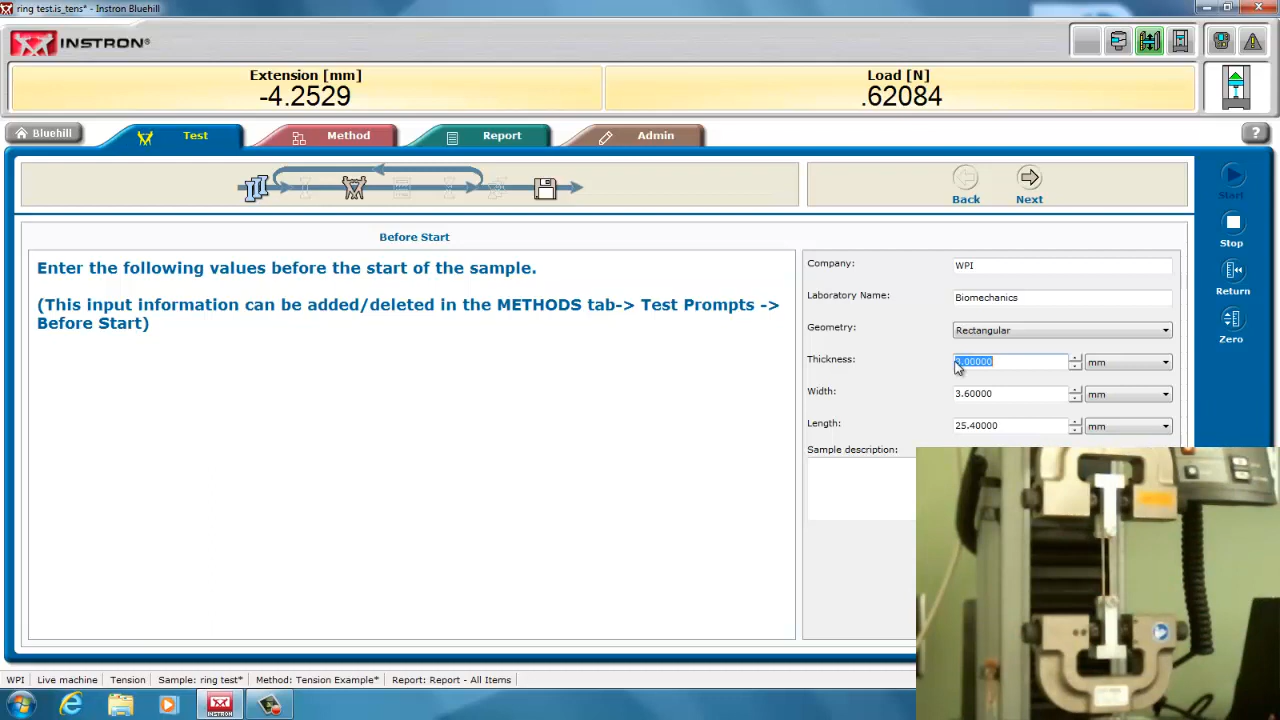 ring test.is_tens* - Instron Bluehill
INSTRON®
Extension [mm]
-4.2529
Load [N]
.62084
Bluehill
Test
Method
Report
Admin
?
Back
Next
Start
Stop
Return
Zero
Before Start
Enter the following values before the start of the sample.
(This input information can be added/deleted in the METHODS tab-> Test Prompts ->
Before Start)
Company:
WPI
Laboratory Name:
Biomechanics
Geometry:
Rectangular
Thickness:
mm
Width:
3.60000
mm
Length:
25.40000
mm
Sample description:
WPI
Live machine
Tension
Sample: ring test*
Method: Tension Example*
Report: Report - All Items
INSTRON